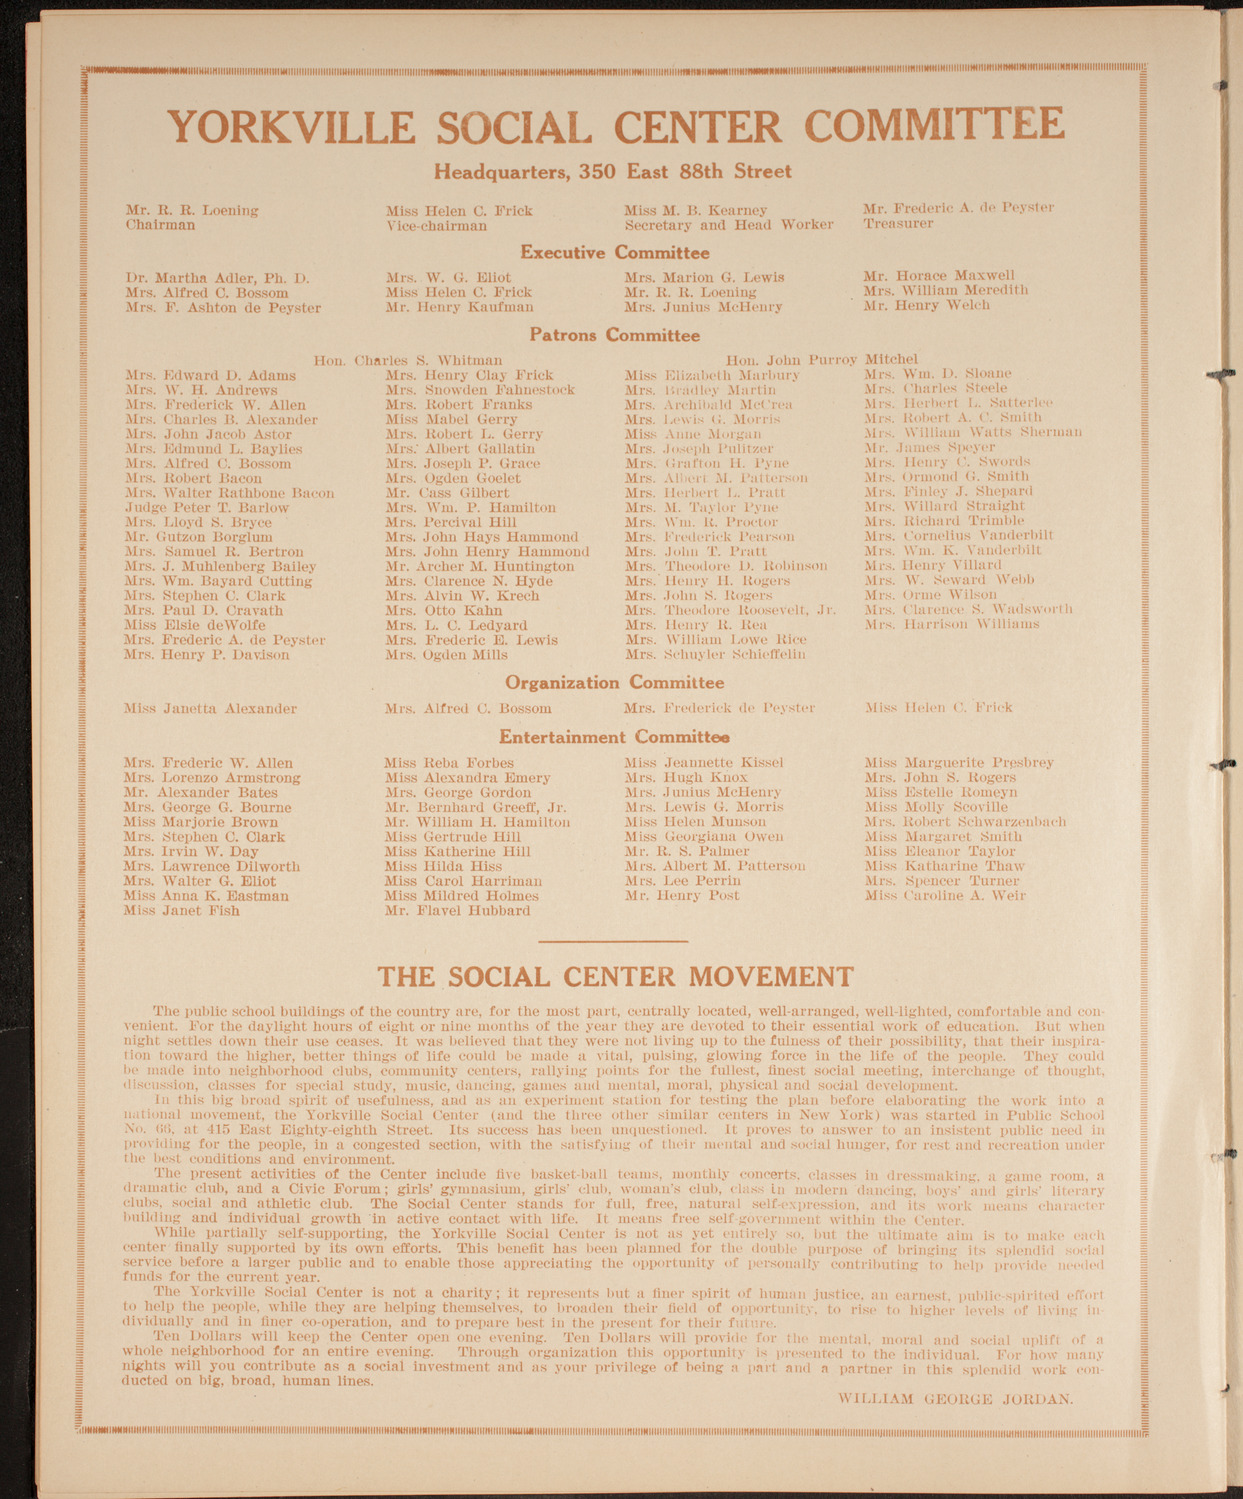 YORKVILLE SOCIAL CENTER COMMITTEE
Headquarters, 350 East 88th Street
Mr. R. R. Loening
Chairman
Miss Helen C. Frick
Vice-chairman
Miss M. B. Kearney
Secretary and Head Worker
Mr. Frederic A. de Peyster
Treasurer
Executive Committee
Dr. Martha Adler, Ph. D.
Mrs. Alfred C. Bossom
Mrs. F. Ashton de Peyster
Mrs. W. G. Eliot
Miss Helen C. Frick
Mr. Henry Kaufman
Mrs. Marion G. Lewis
Mr. R. R. Loening
Mrs. Junius McHenry
Mr. Horace Maxwell
Mrs. William Meredith
Mr. Henry Welch
Patrons Committee
Hon. Charles S. Whitman
Hon. John Purroy Mitchel
Mrs. Edward D. Adams
Mrs. W. H. Andrews
Mrs. Frederick W. Allen
Mrs. Charles B. Alexander
Mrs. John Jacob Astor
Mrs. Edmund L. Baylies
Mrs. Alfred C. Bossom
Mrs. Robert Bacon
Mrs. Walter Rathbone Bacon
Judge Peter T. Barlow
Mrs. Lloyd S. Bryce
Mr. Gutzon Borglum
Mrs. Samuel R. Bertron
Mrs. J. Muhlenberg Bailey
Mrs. Wm. Bayard Cutting
Mrs. Stephen C. Clark
Mrs. Paul D. Cravath
Miss Elsie deWolfe
Mrs. Frederic A. de Peyster
Mrs. Henry P. Davison
Mrs. Henry Clay Frick
Mrs. Snowden Fahnestock
Mrs. Robert Franks
Miss Mabel Gerry
Mrs. Robert L. Gerry
Mrs. Albert Gallatin
Mrs. Joseph P. Grace
Mrs. Ogden Goelet
Mr. Cass Gilbert
Mrs. Wm. P. Hamilton
Mrs. Percival Hill
Mrs. John Hays Hammond
Mrs. John Henry Hammond
Mr. Archer M. Huntington
Mrs. Clarence N. Hyde
Mrs. Alvin W. Krech
Mrs. Otto Kahn
Mrs. L. C. Ledyard
Mrs. Frederic E. Lewis
Mrs. Ogden Mills
Miss Elizabeth Marbury
Mrs. Bradley Martin
Mrs. Archibald McCrea
Mrs. Lewis G. Morris
Miss Anne Morgan
Mrs. Joseph Pulitzer
Mrs. Grafton H. Pyne
Mrs. Albert M. Patterson
Mrs. Herbert L. Pratt
Mrs. M. Taylor Pyne
Mrs. Wm. R. Proctor
Mrs. Frederick Pearson
Mrs. John T. Pratt
Mrs. Theodore D. Robinson
Mrs. Henry H. Rogers
Mrs. John S. Rogers
Mrs. Theodore Roosevelt, Jr.
Mrs. Henry R. Rea
Mrs. William Lowe Rice
Mrs. Schuyler Schieffelin
Mrs. Wm. D. Sloane
Mrs. Charles Steele
Mrs. Herbert L. Satterlee
Mrs. Robert A. C. Smith
Mrs. William Watts Sherman
Mr. James Speyer
Mrs. Henry C. Swords
Mrs. Ormond G. Smith
Mrs. Finley J. Shepard
Mrs. Willard Straight
Mrs. Richard Trimble
Mrs. Cornelius Vanderbilt
Mrs. Wm. K. Vanderbilt
Mrs. Henry Villard
Mrs. W. Seward Webb
Mrs. Orme Wilson
Mrs. Clarence S. Wadsworth
Mrs. Harrison Williams
Organization Committee
Miss Janetta Alexander
Mrs. Alfred C. Bossom
Mrs. Frederick de Peyster
Miss Helen C. Frick
Entertainment Committee
Mrs. Frederic W. Allen
Mrs. Lorenzo Armstrong
Mr. Alexander Bates
Mrs. George G. Bourne
Miss Marjorie Brown
Mrs. Stephen C. Clark
Mrs. Irvin W. Day
Mrs. Lawrence Dilworth
Mrs. Walter G. Eliot
Miss Anna K. Eastman
Miss Janet Fish
Miss Reba Forbes
Miss Alexandra Emery
Mrs. George Gordon
Mr. Bernhard Greeff, Jr.
Mr. William H. Hamilton
Miss Gertrude Hill
Miss Katherine Hill
Miss Hilda Hiss
Miss Carol Harriman
Miss Mildred Holmes
Mr. Flavel Hubbard
Miss Jeannette Kissel
Mrs. Hugh Knox
Mrs. Junius McHenry
Mrs. Lewis G. Morris
Miss Helen Munson
Miss Georgiana Owen
Mr. R. S. Palmer
Mrs. Albert M. Patterson
Mrs. Lee Perrin
Mr. Henry Post
Miss Marguerite Presbrey
Mrs. John S. Rogers
Miss Estelle Romeyn
Miss Molly Scoville
Mrs. Robert Schwarzenbach
Miss Margaret Smith
Miss Eleanor Taylor
Miss Katharine Thaw
Mrs. Spencer Turner
Miss Caroline A. Weir
THE SOCIAL CENTER MOVEMENT
The public school buildings of the country are, for the most part, centrally located, well-arranged, well-lighted, comfortable and con-
venient. For the daylight hours of eight or nine months of the year they are devoted to their essential work of education. But when
night settles down their use ceases. It was believed that they were not living up to the fulness of their possibility, that their inspira-
tion toward the higher, better things of life could be made a vital, pulsing, glowing force in the life of the people. They could
be made into neighborhood clubs, community centers, rallying points for the fullest, finest social meeting, interchange of thought,
discussion, classes for special study, music, dancing, games and mental, moral, physical and social development.
In this big broad spirit of usefulness, and as an experiment station for testing the plan before elaborating the work into a
national movement, the Yorkville Social Center (and the three other similar centers in New York) was started in Public School
No. 66, at 415 East Eighty-eighth Street. Its success has been unquestioned. It proves to answer to an insistent public need in
providing for the people, in a congested section, with the satisfying of their mental and social hunger, for rest and recreation under
the best conditions and environment.
The present activities of the Center include five basket-ball teams, monthly concerts, classes in dressmaking, a game room, a
dramatic club, and a Civic Forum; girls' gymnasium, girls' club, woman's club, class in modern dancing, boys' and girls' literary
clubs, social and athletic club. The Social Center stands for full, free, natural self-expression, and its work means character
building and individual growth in active contact with life. It means free self-government within the Center.
While partially self-supporting, the Yorkville Social Center is not as yet entirely so, but the ultimate aim is to make each
center finally supported by its own efforts. This benefit has been planned for the double purpose of bringing its splendid social
service before a larger public and to enable those appreciating the opportunity of personally contributing to help provide needed
funds for the current year.
The Yorkville Social Center is not a charity; it represents but a finer spirit of human justice, an earnest, public-spirited effort
to help the people, while they are helping themselves, to broaden their field of opportunity, to rise to higher levels of living in-
dividually and in finer co-operation, and to prepare best in the present for their future.
Ten Dollars will keep the Center open one evening. Ten Dollars will provide for the mental, moral and social uplift of a
whole neighborhood for an entire evening. Through organization this opportunity is presented to the individual. For how many
nights will you contribute as a social investment and as your privilege of being a part and a partner in this splendid work con-
ducted on big, broad, human lines.
WILLIAM GEORGE JORDAN.